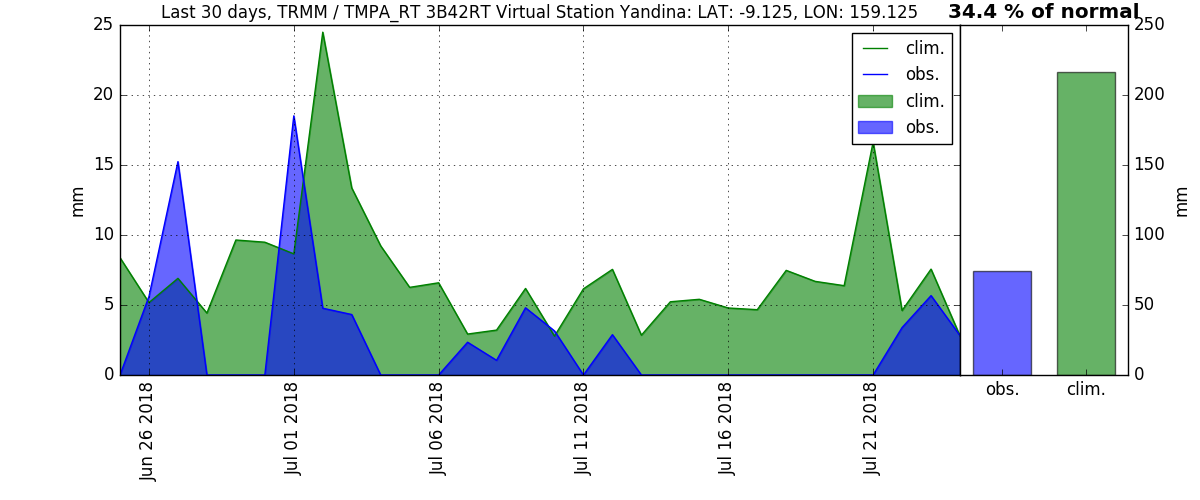 Last 30 days, TRMM / TMPA_RT 3B42RT Virtual Station Yandina: LAT: -9.125, LON: 159.125
34.4 % of normal
25
20
15
10
5
0
mm
clim.
obs.
clim.
obs.
250
200
150
100
50
0
mm
Jun 26 2018
Jul 01 2018
Jul 06 2018
Jul 11 2018
Jul 16 2018
Jul 21 2018
obs.
clim.